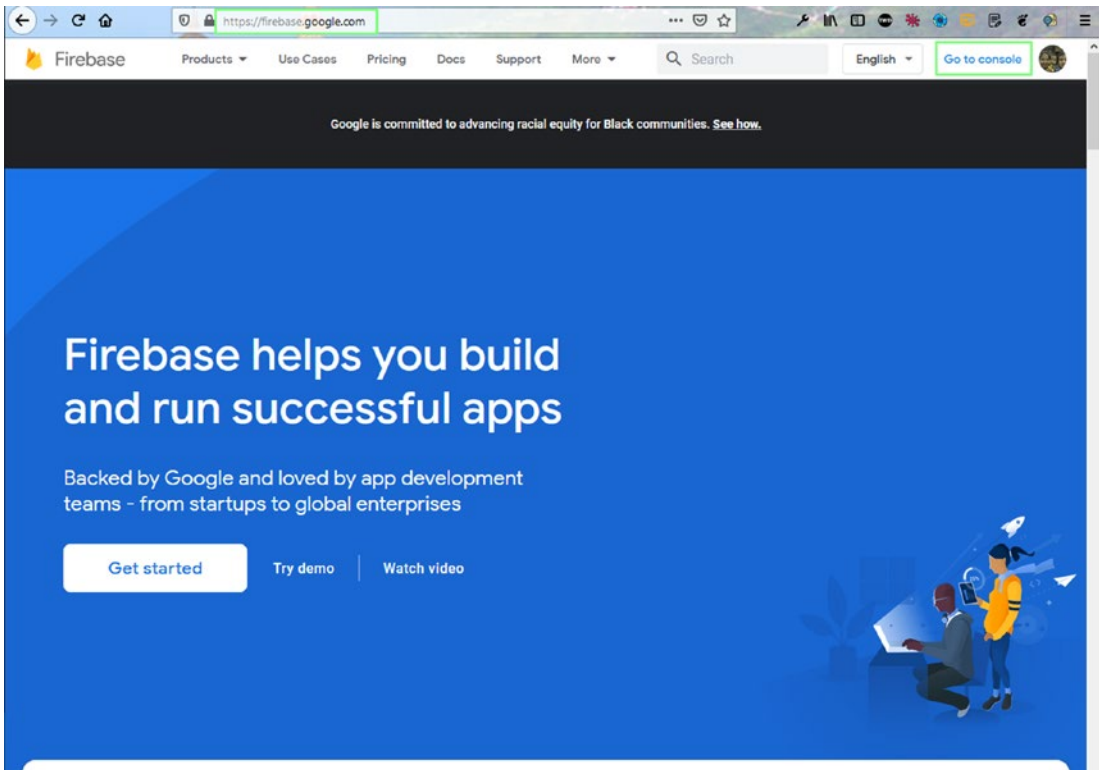 https://firebase.google.com
Firebase
Products
Use Cases
Pricing
Docs
Support
More
Search
English
Go to console
Google is committed to advancing racial equity for Black communities. See how.
Firebase helps you build
and run successful apps
Backed by Google and loved by app development
teams - from startups to global enterprises
Get started
Try demo
Watch video